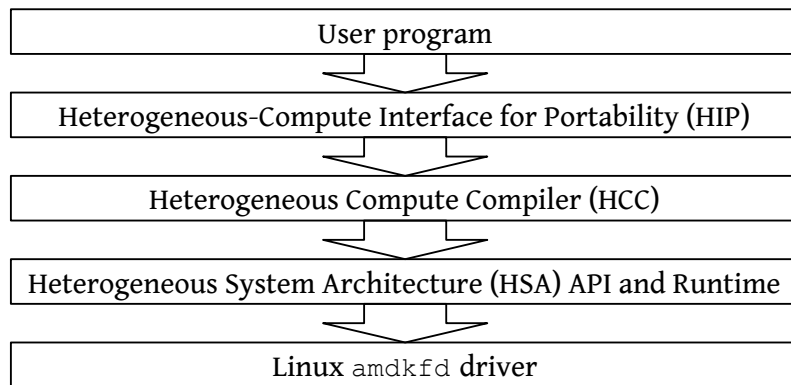 User program
Heterogeneous-Compute Interface for Portability (HIP)
Heterogeneous Compute Compiler (HCC)
Heterogeneous System Architecture (HSA) API and Runtime
Linux amdkfd driver